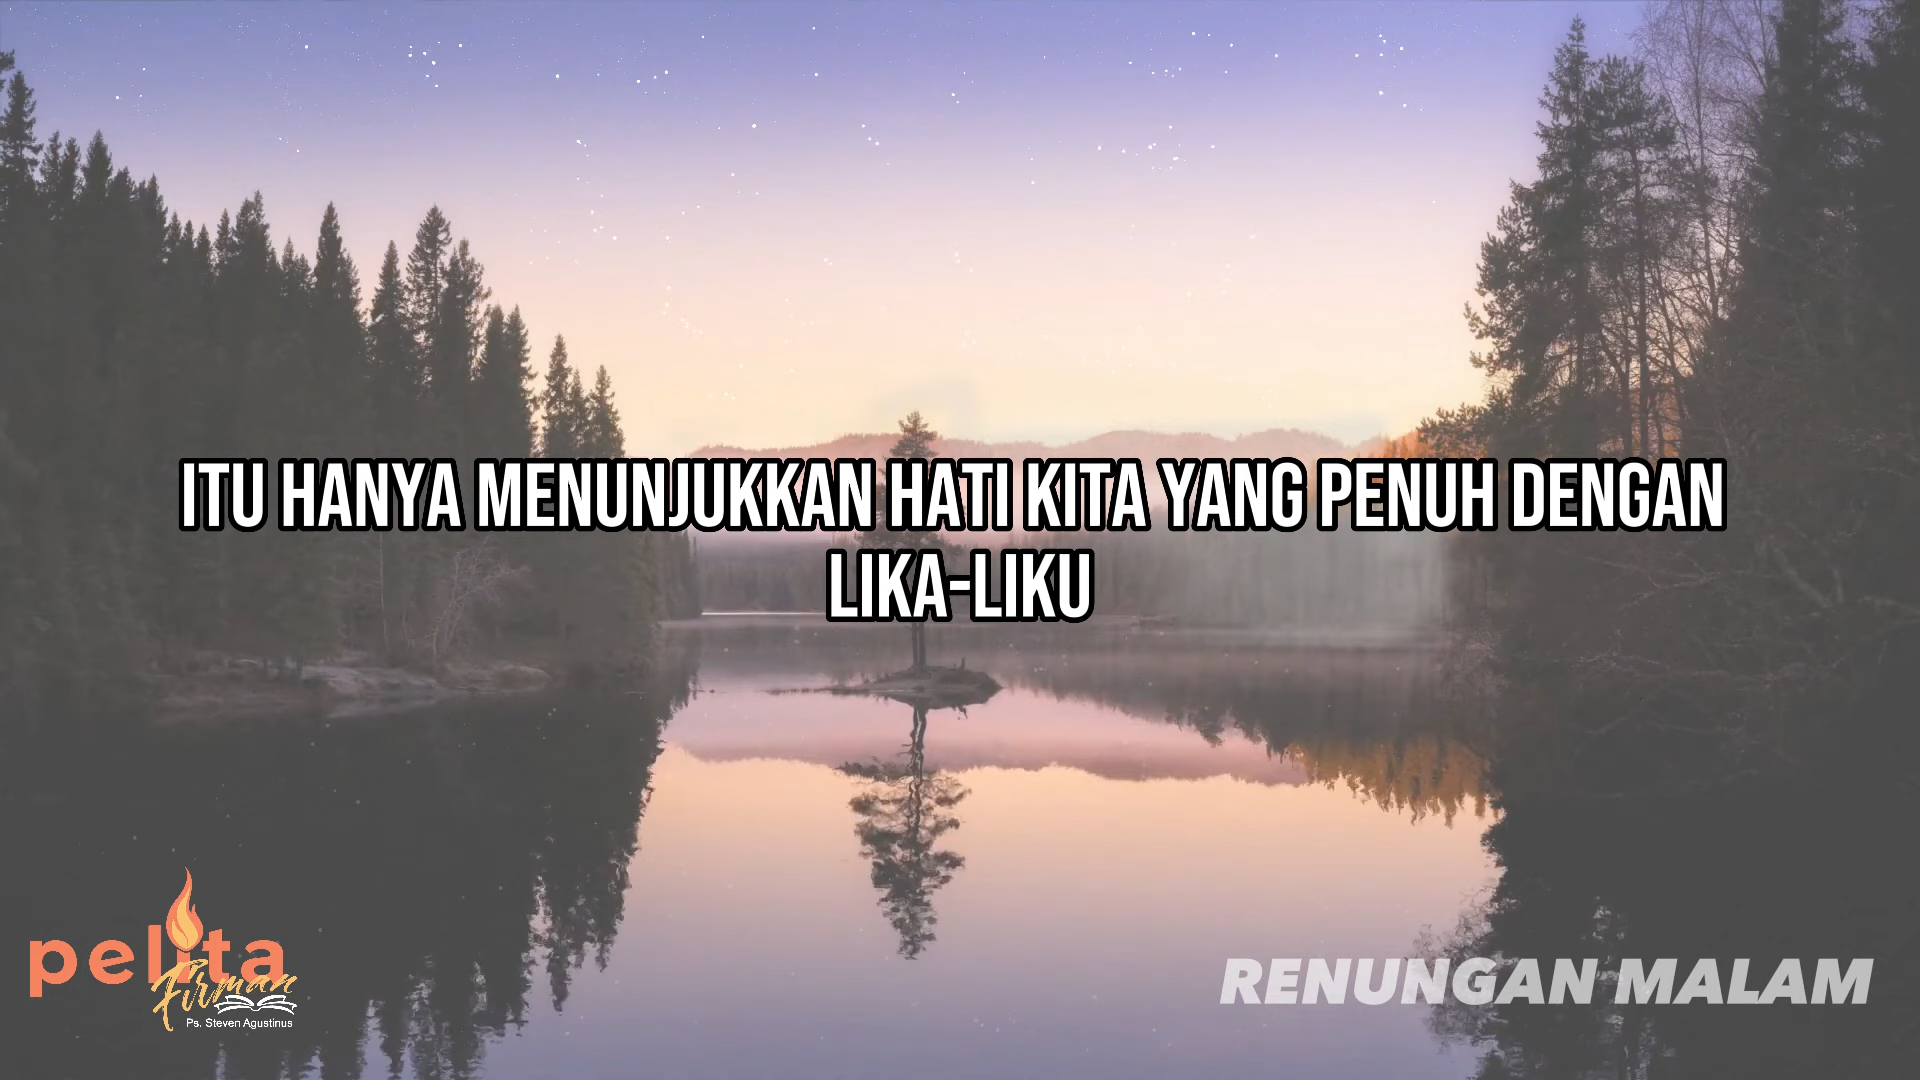 ITU HANYA MENUNJUKKAN HATI KITA YANG PENUH DENGAN
LIKA-LIKU
pelita
Firman
Ps. Steven Agustinus
RENUNGAN MALAM